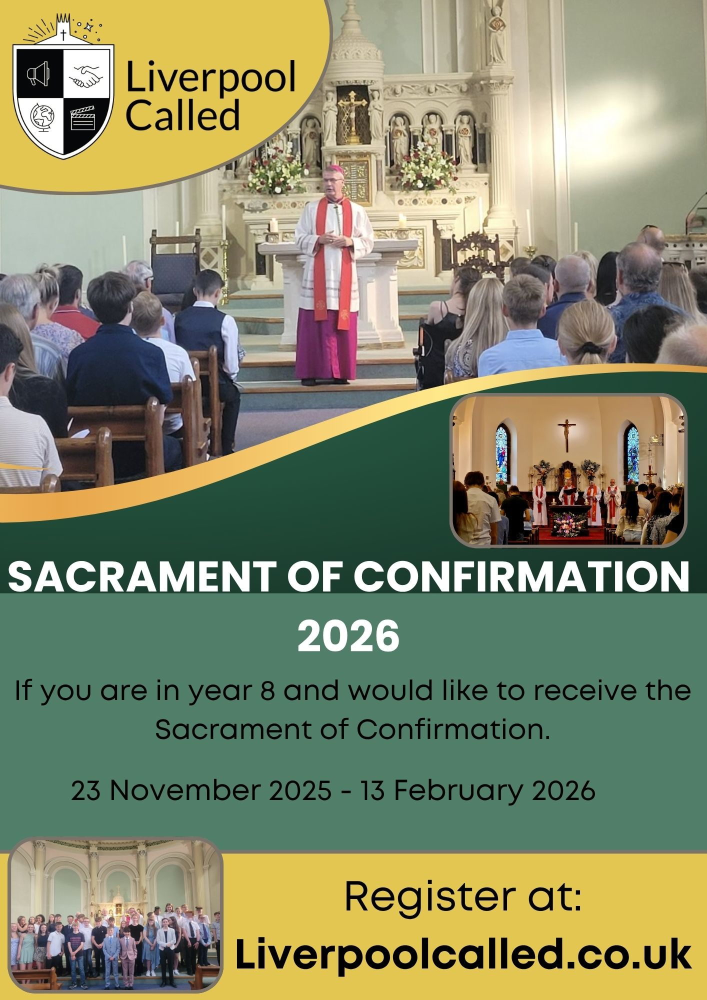 Liverpool
Called
SACRAMENT OF CONFIRMATION
2026
If you are in year 8 and would like to receive the
Sacrament of Confirmation.
23 November 2025 - 13 February 2026
Register at:
Liverpoolcalled.co.uk